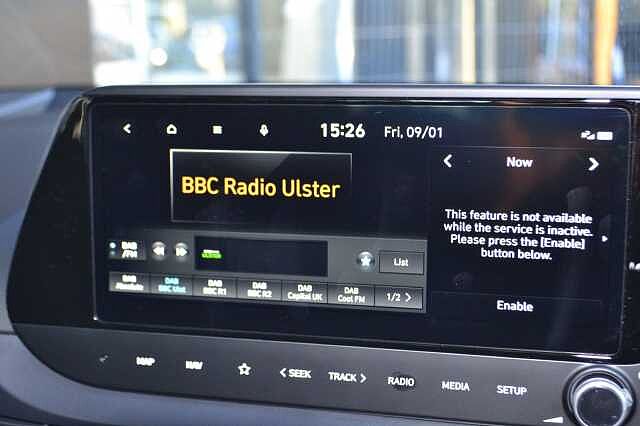 15:26 Fri, 09/01
Now
BBC Radio Ulster
This feature is not available
while the service is inactive.
Please press the [Enable]
button below.
DAB
/FM
List
DAB
Absolute
DAB
BBC Ulst
DAB
BBC R1
DAB
BBC R2
DAB
Capital UK
DAB
Cool FM
1/2
Enable
MAP NAV SEEK TRACK RADIO MEDIA SETUP